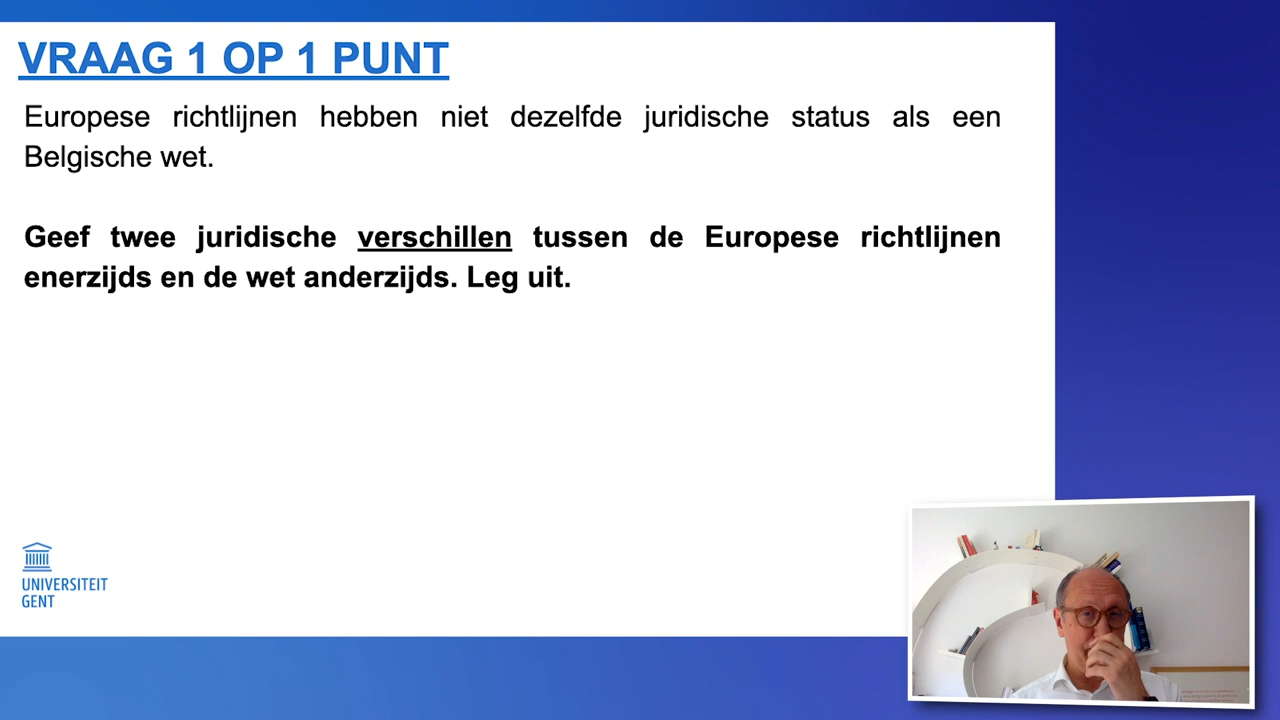 VRAAG 1 OP 1 PUNT
Europese richtlijnen hebben niet dezelfde juridische status als een
Belgische wet.
Geef twee juridische verschillen tussen de Europese richtlijnen
enerzijds en de wet anderzijds. Leg uit.
UNIVERSITEIT
GENT